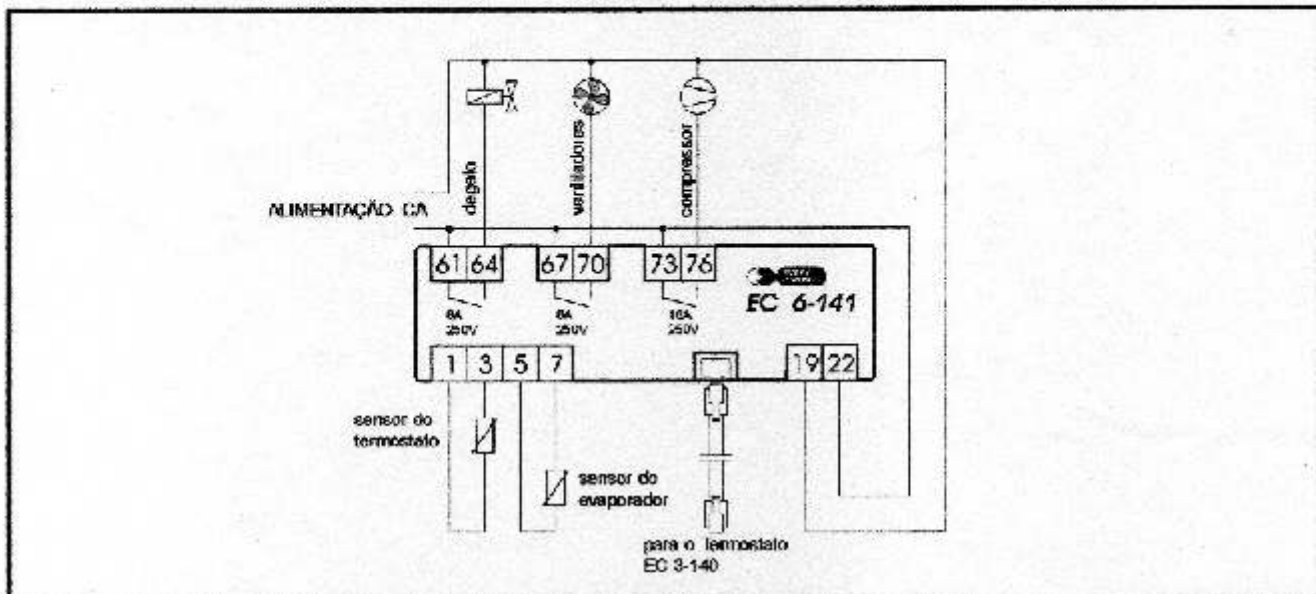 degelo
ventiladores
compressor
ALIMENTAÇÃO CA
61 64 67 70 73 76
EC 6-141
8A
250V
8A
250V
16A
250V
1 3 5 7 19 22
sensor do
termostato
sensor do
evaporador
para o termostato
EC 3-140